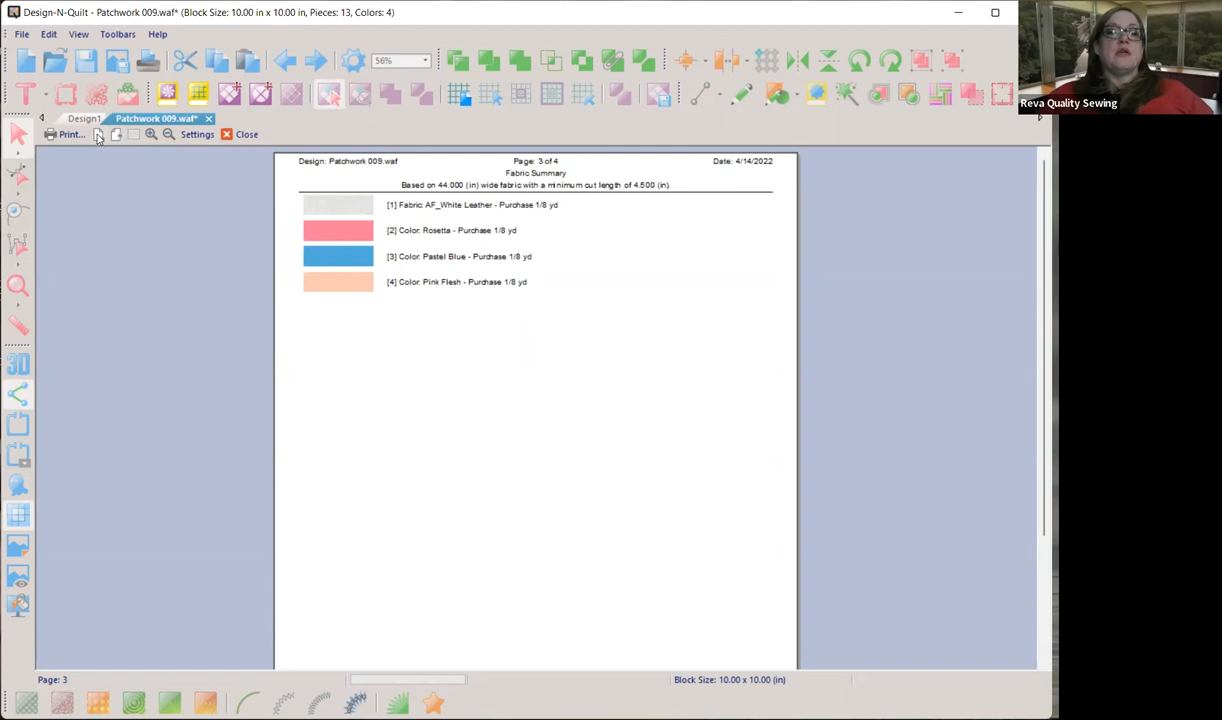 Design-N-Quilt - Patchwork 009.waf* (Block Size: 10.00 in x 10.00 in, Pieces: 13, Colors: 4)
File Edit View Toolbars Help
56%
Reva Quality Sewing
Design1 Patchwork 009.waf*
Print... Settings Close
Design: Patchwork 009.waf Page: 3 of 4 Date: 4/14/2022
Fabric Summary
Based on 44.000 (in) wide fabric with a minimum cut length of 4.500 (in).
[1] Fabric: AF_White Leather - Purchase 1/8 yd
[2] Color: Rosetta - Purchase 1/8 yd
[3] Color: Pastel Blue - Purchase 1/8 yd
[4] Color: Pink Flesh - Purchase 1/8 yd
3D
Page: 3 Block Size: 10.00 x 10.00 (in)